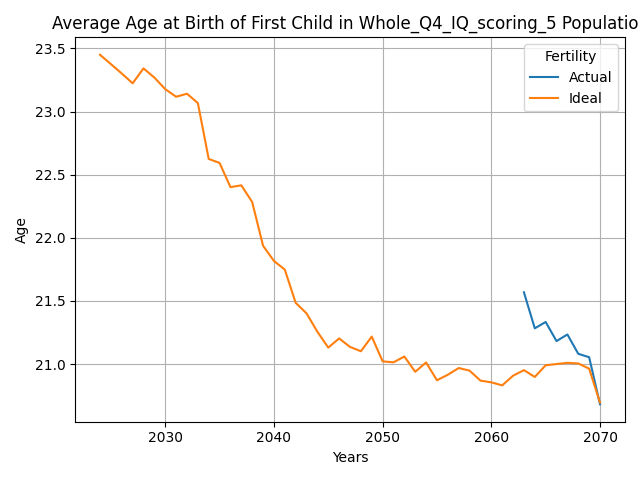 Average Age at Birth of First Child in Whole_Q4_IQ_scoring_5 Populatio
23.5
23.0
22.5
22.0
21.5
21.0
Age
Fertility
Actual
Ideal
2030 2040 2050 2060 2070
Years